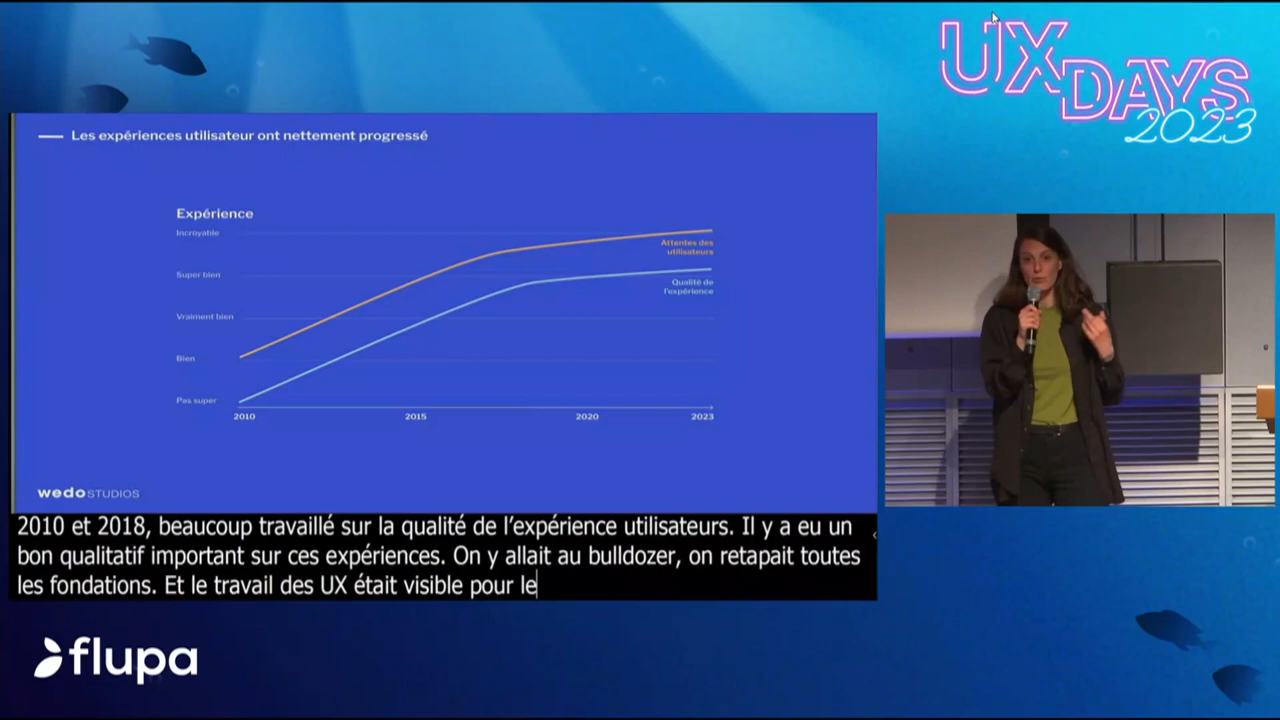 UX
DAYS
2023
Les expériences utilisateur ont nettement progressé
Expérience
Incroyable
Super bien
Vraiment bien
Bien
Pas super
Attentes des
utilisateurs
Qualité de
l'expérience
2010
2015
2020
2023
wedoSTUDIOS
2010 et 2018, beaucoup travaillé sur la qualité de l'expérience utilisateurs. Il y a eu un
bon qualitatif important sur ces expériences. On y allait au bulldozer, on retapait toutes
les fondations. Et le travail des UX était visible pour le
flupa